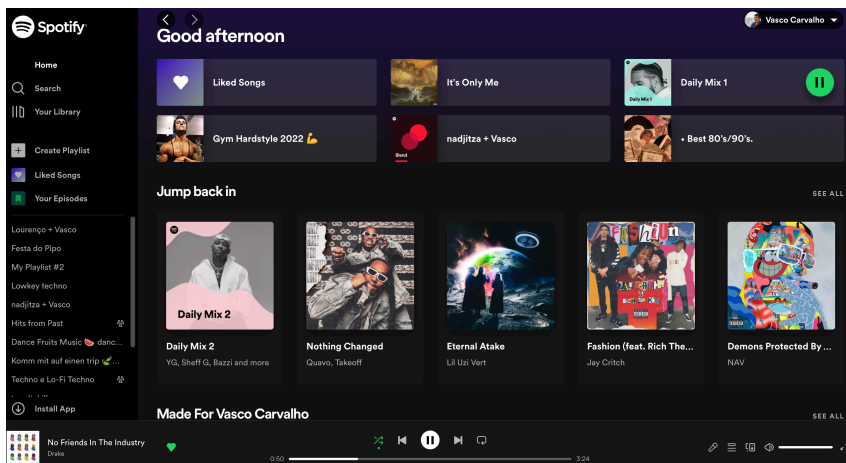 Spotify
Home
Search
Your Library
Create Playlist
Liked Songs
Your Episodes
Lourenço + Vasco
Festa do Pipo
My Playlist #2
Lowkey techno
nadjitza + Vasco
Hits from Past
Dance Fruits Music 🍉 danc...
Komm mit auf einen trip 🌿...
Techno e Lo-Fi Techno
Install App
Vasco Carvalho
Good afternoon
Liked Songs
It's Only Me
Daily Mix 1
Daily Mix 1
Gym Hardstyle 2022 💪
Blend
nadjitza + Vasco
• Best 80's/90's.
Jump back in
SEE ALL
Daily Mix 2
Fashion
Daily Mix 2
YG, Sheff G, Bazzi and more
Nothing Changed
Quavo, Takeoff
Eternal Atake
Lil Uzi Vert
Fashion (feat. Rich The...
Jay Critch
Demons Protected By ...
NAV
Made For Vasco Carvalho
SEE ALL
No Friends In The Industry
Drake
0:50
3:24